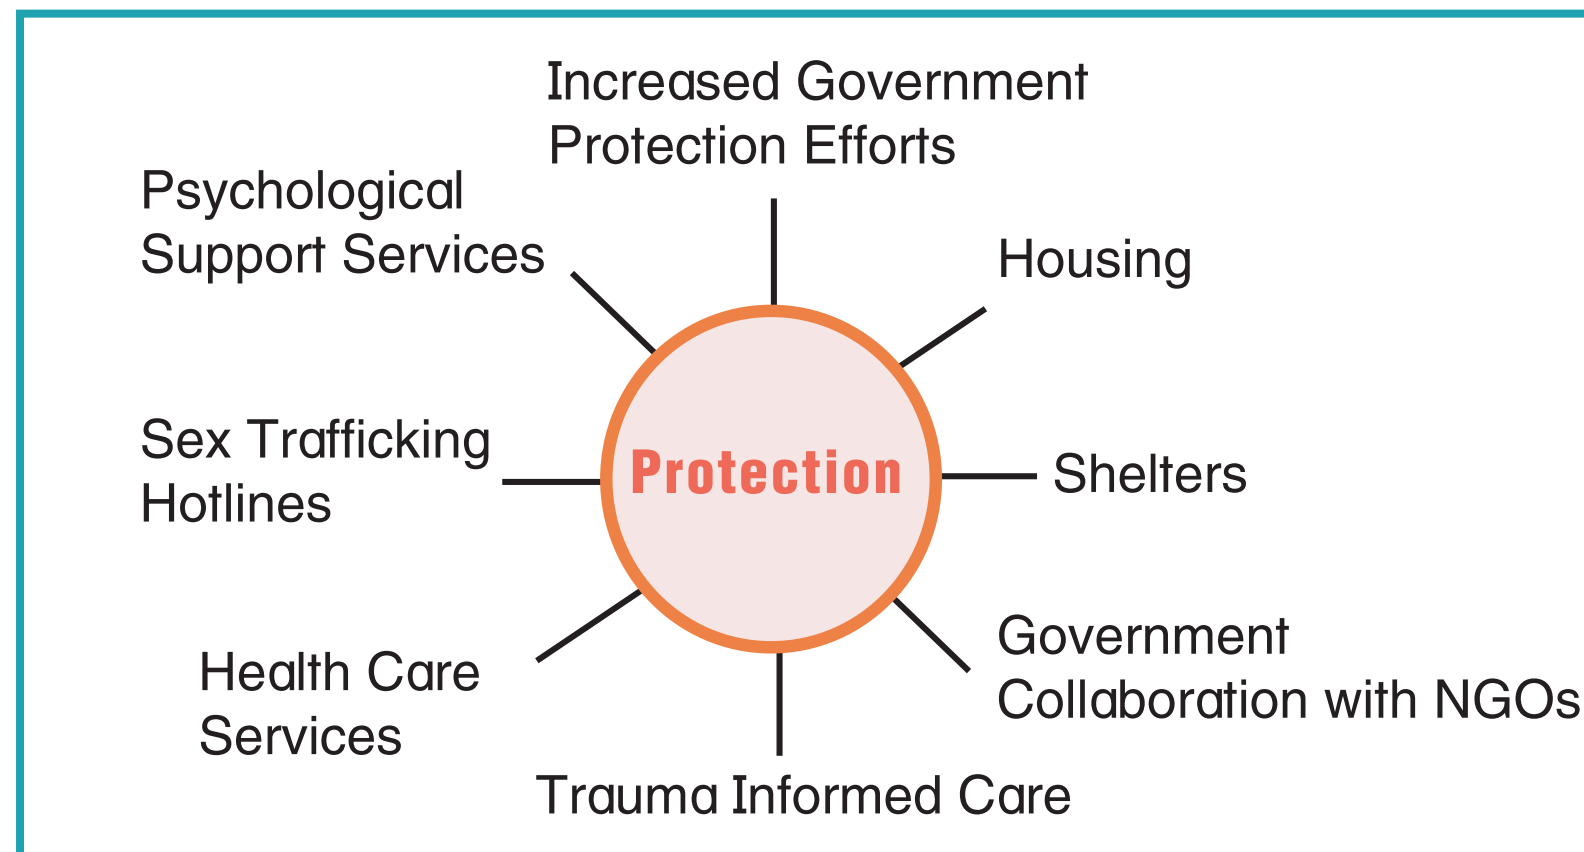 Increased Government
Protection Efforts
Psychological
Support Services
Housing
Sex Trafficking
Hotlines
Protection
Shelters
Health Care
Services
Government
Collaboration with NGOs
Trauma Informed Care